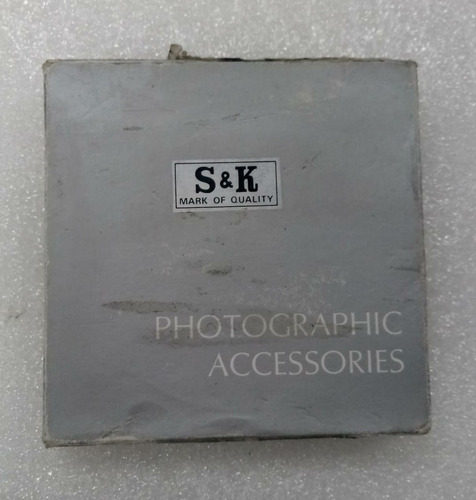 S&K
MARK OF QUALITY
PHOTOGRAPHIC
ACCESSORIES